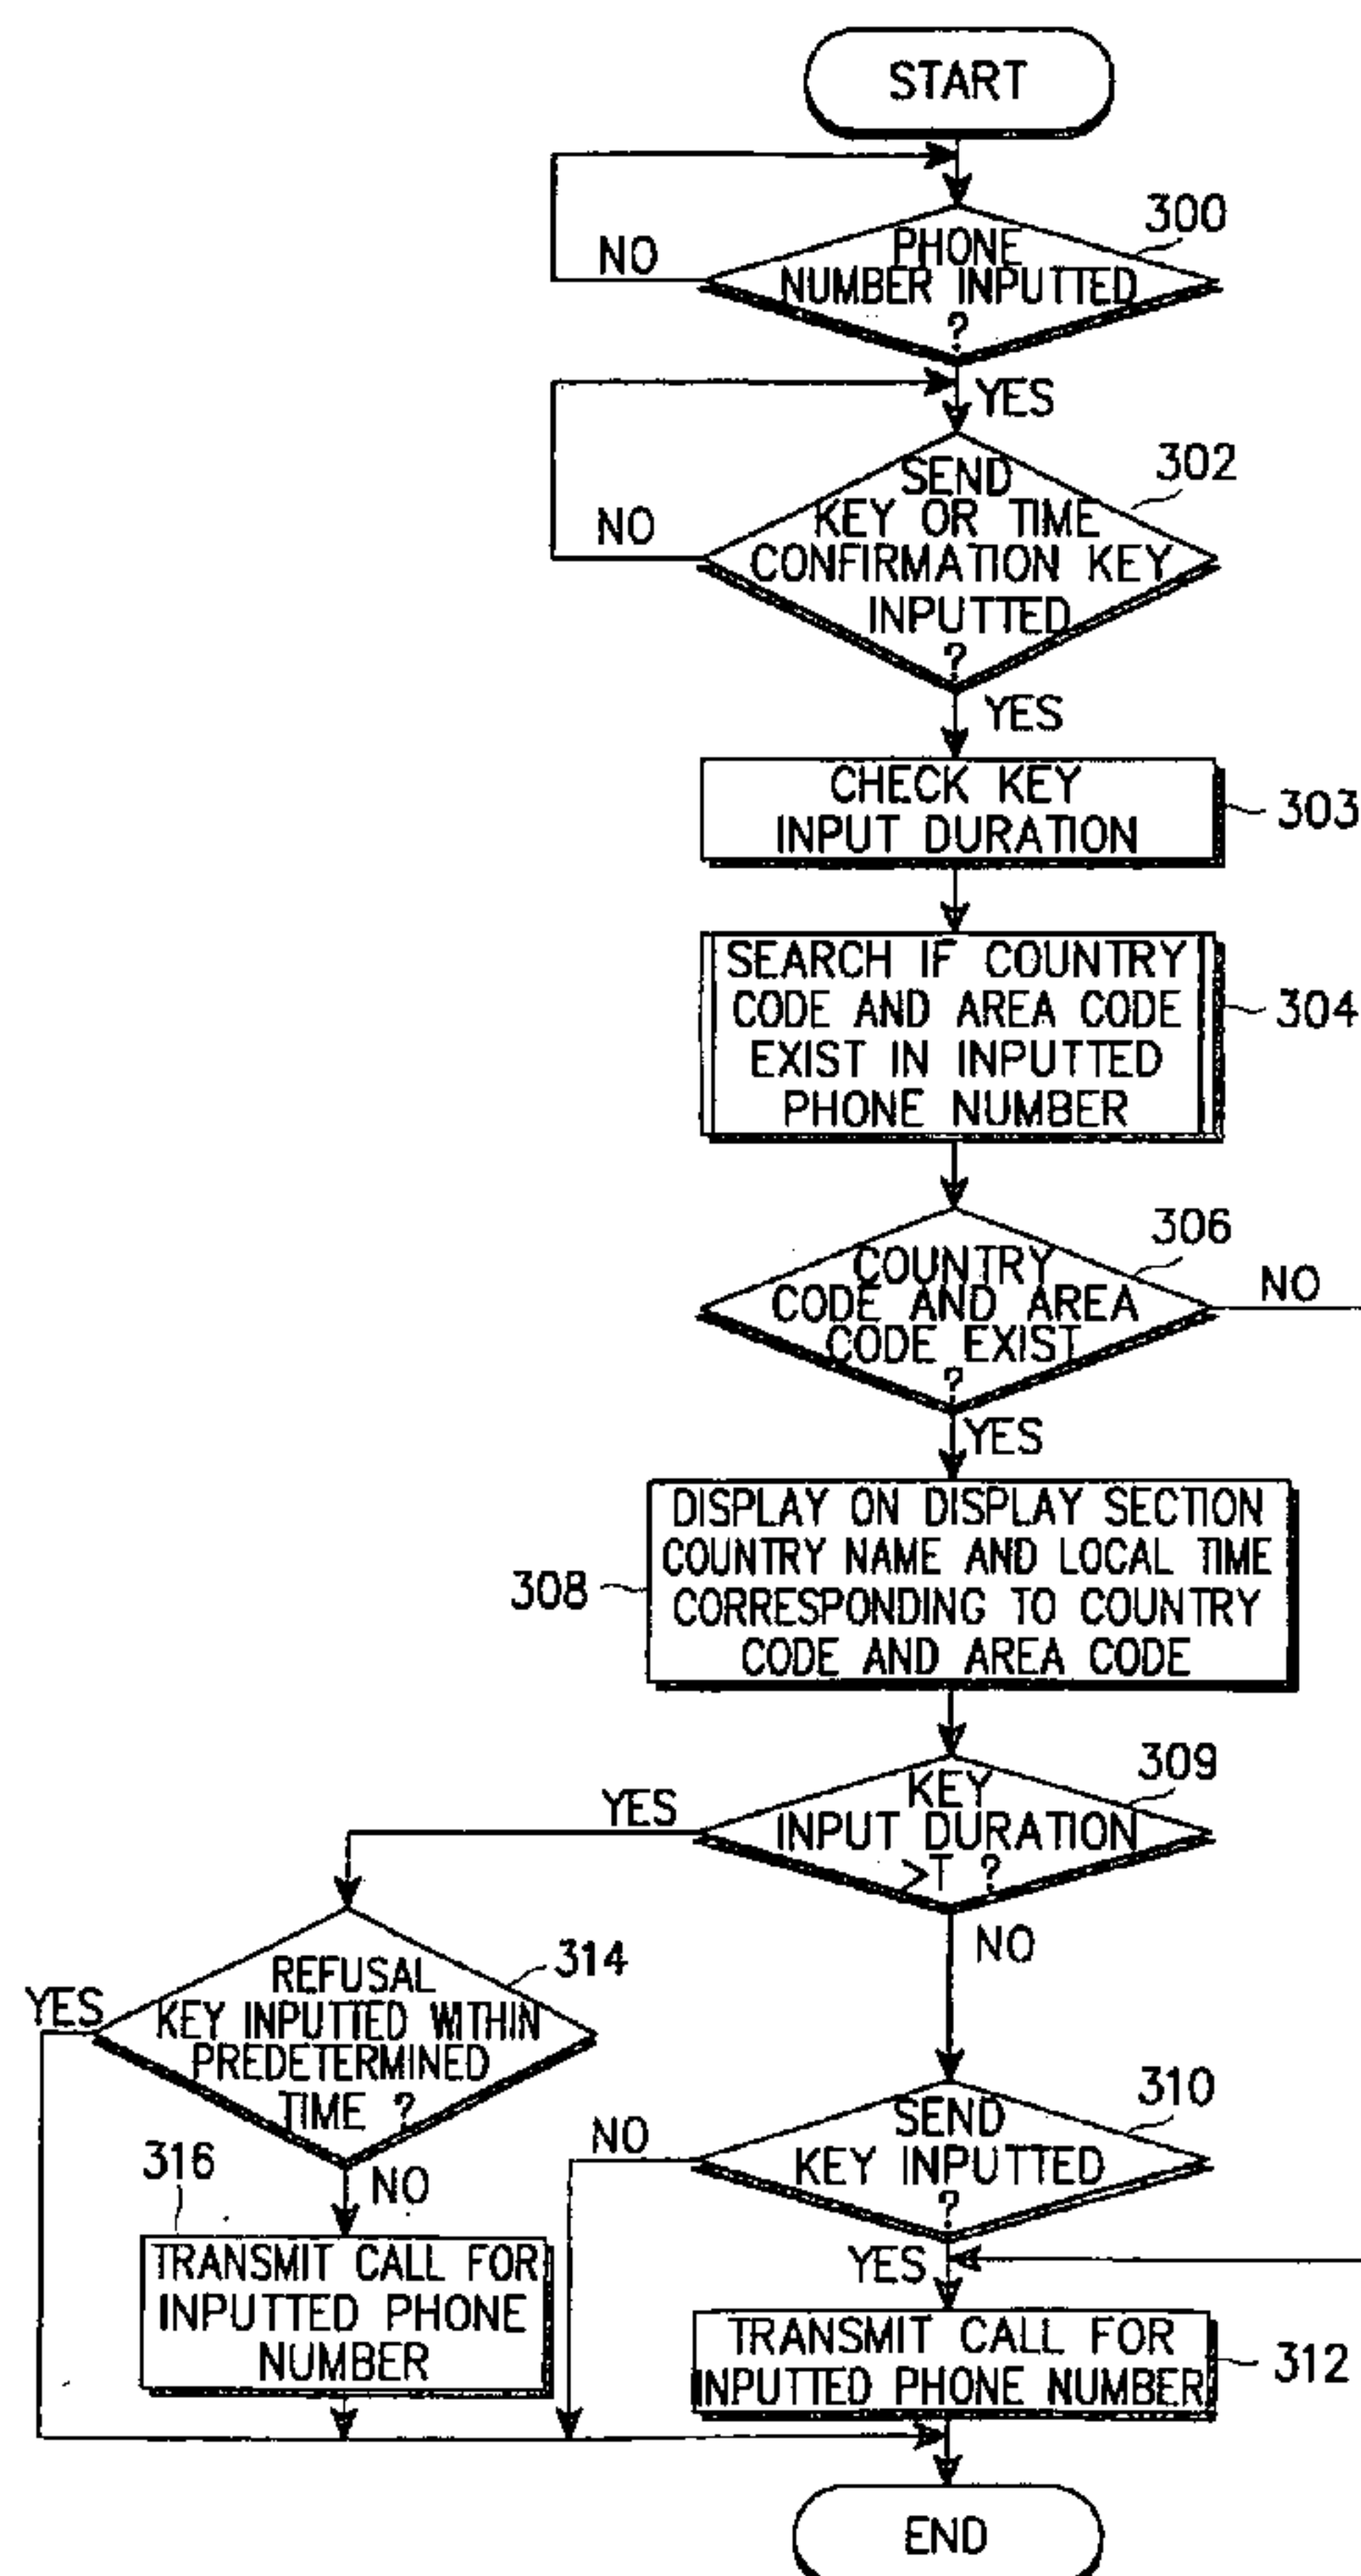 START
300
PHONE
NUMBER INPUTTED
?
NO
YES
302
SEND
KEY OR TIME
CONFIRMATION KEY
INPUTTED
?
NO
YES
CHECK KEY
INPUT DURATION
303
SEARCH IF COUNTRY
CODE AND AREA CODE
EXIST IN INPUTTED
PHONE NUMBER
304
306
COUNTRY
CODE AND AREA
CODE EXIST
?
NO
YES
DISPLAY ON DISPLAY SECTION
COUNTRY NAME AND LOCAL TIME
CORRESPONDING TO COUNTRY
CODE AND AREA CODE
308
309
KEY
INPUT DURATION
>T ?
YES
NO
314
REFUSAL
KEY INPUTTED WITHIN
PREDETERMINED
TIME ?
YES
NO
316
TRANSMIT CALL FOR
INPUTTED PHONE
NUMBER
310
SEND
KEY INPUTTED
?
NO
YES
TRANSMIT CALL FOR
INPUTTED PHONE NUMBER
312
END